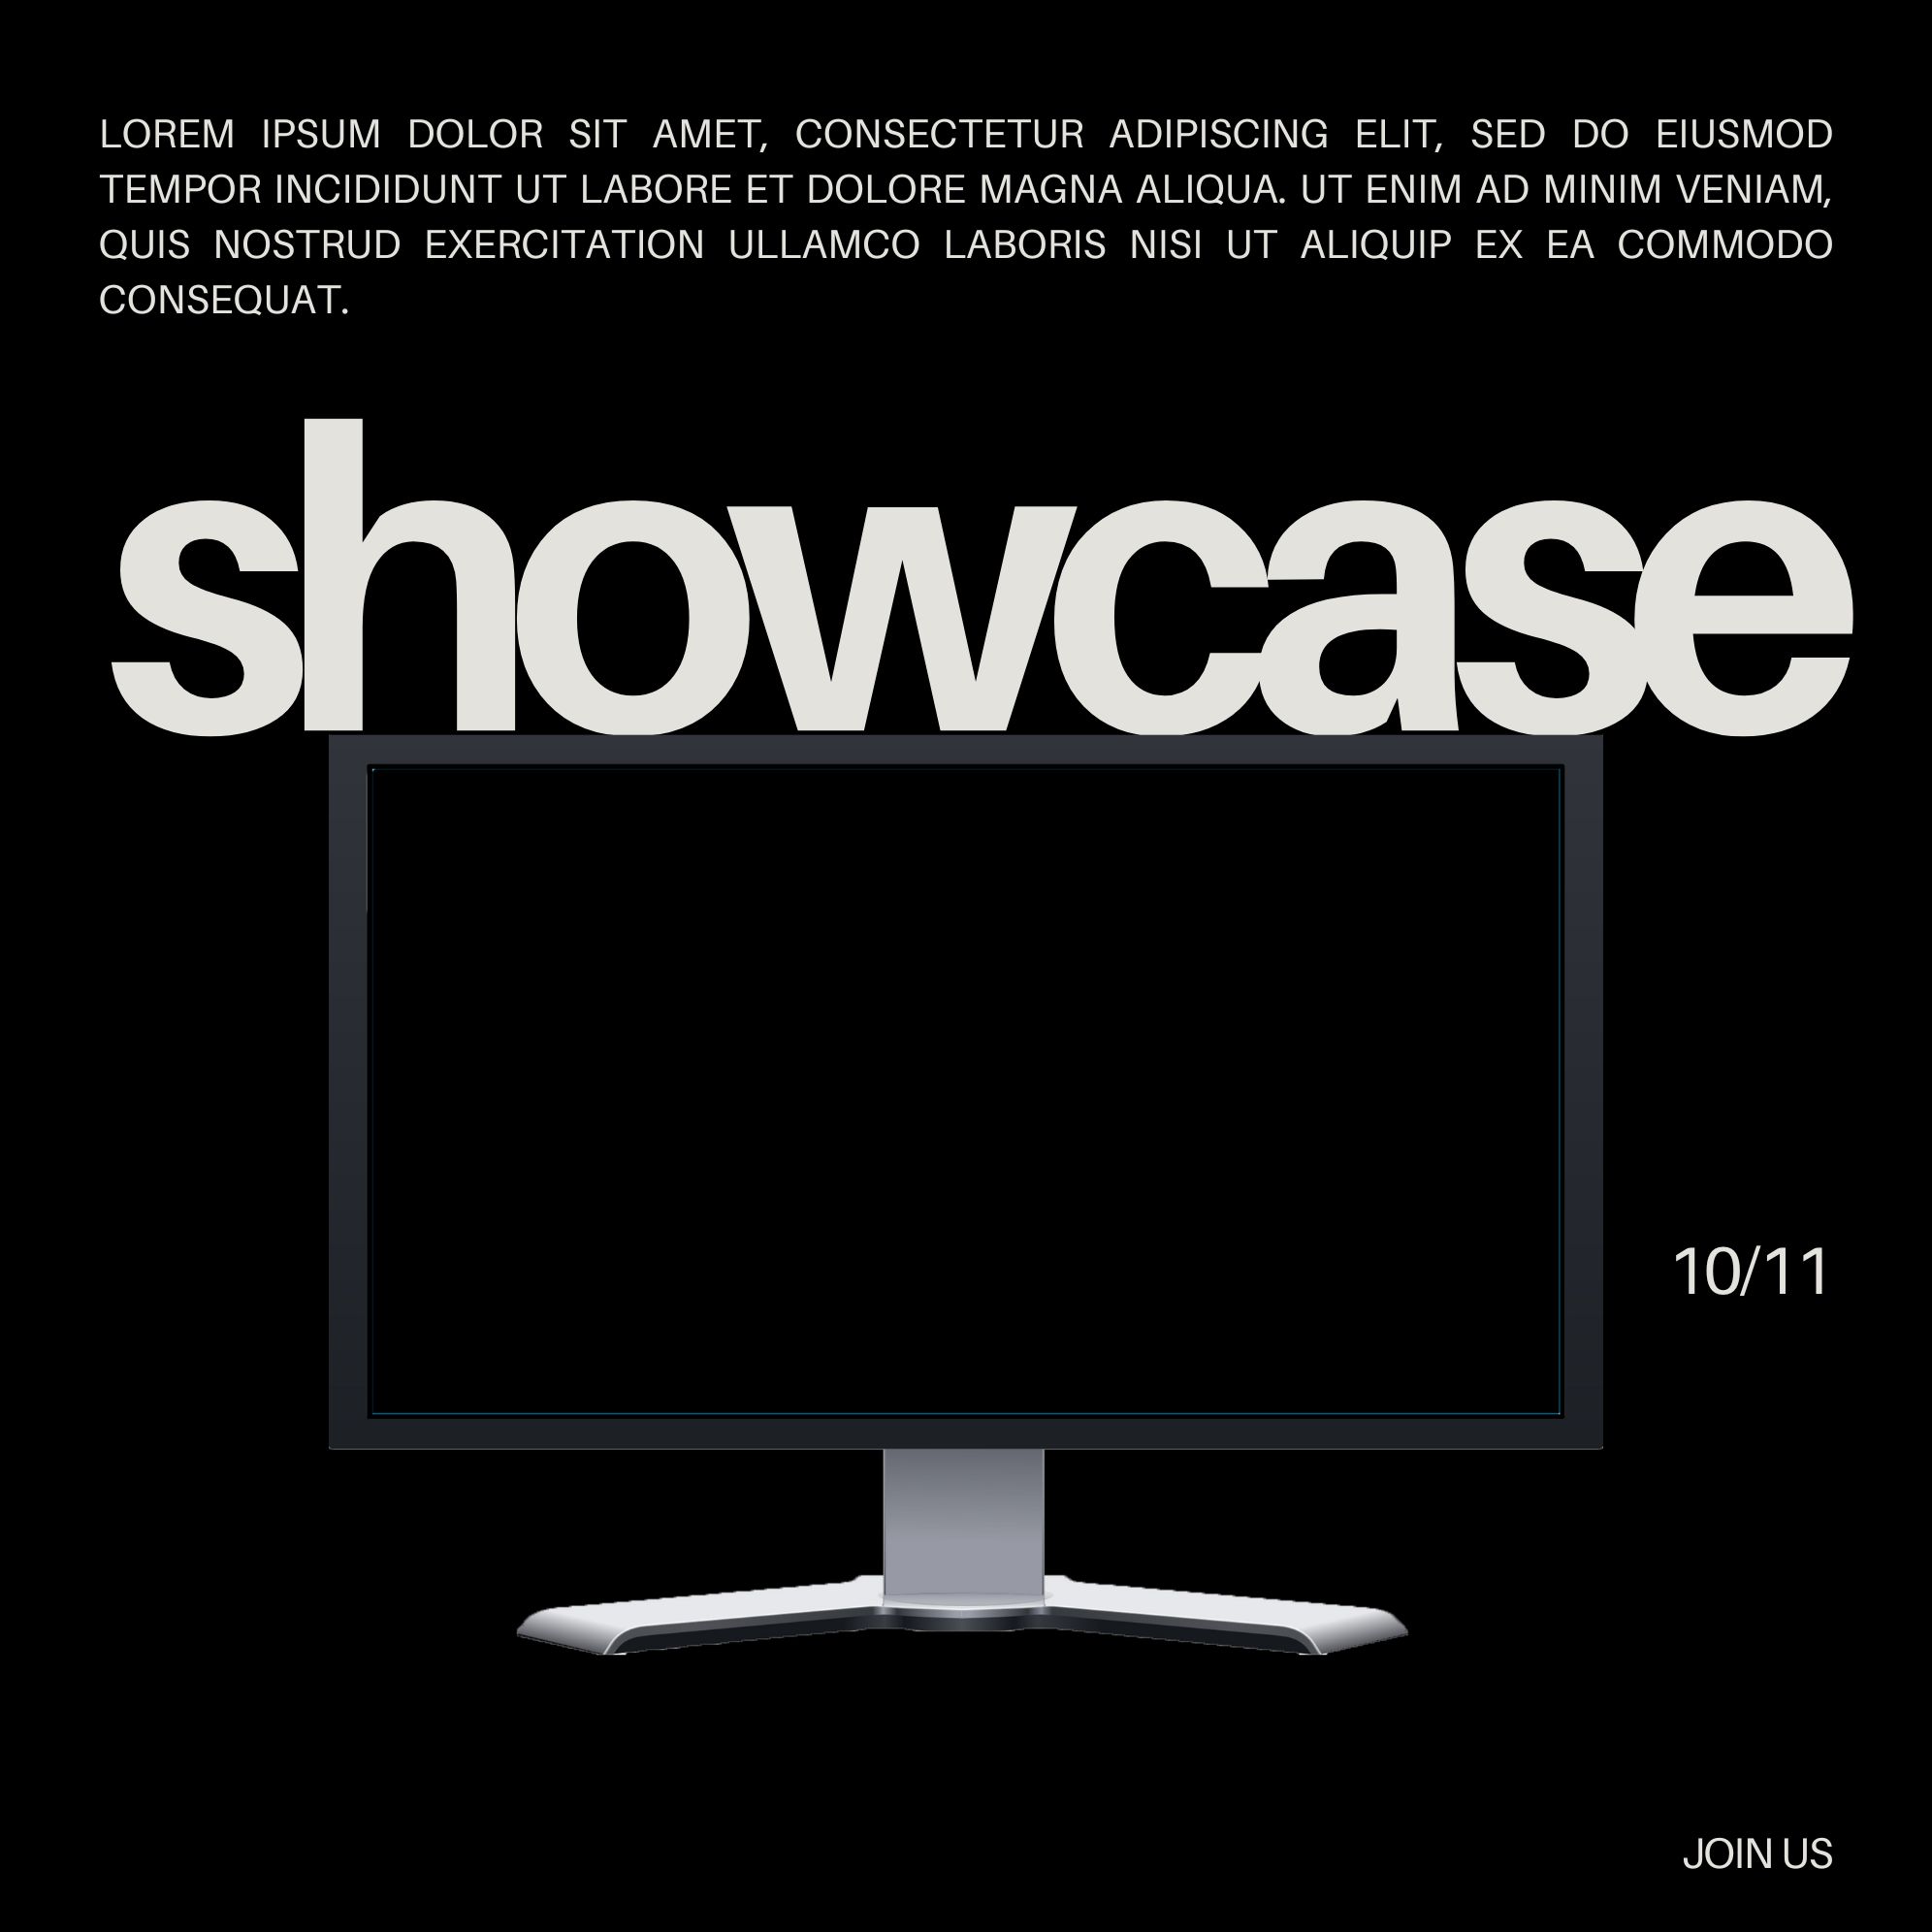 LOREM IPSUM DOLOR SIT AMET, CONSECTETUR ADIPISCING ELIT, SED DO EIUSMOD
TEMPOR INCIDIDUNT UT LABORE ET DOLORE MAGNA ALIQUA. UT ENIM AD MINIM VENIAM,
QUIS NOSTRUD EXERCITATION ULLAMCO LABORIS NISI UT ALIQUIP EX EA COMMODO
CONSEQUAT.
showcase
10/11
JOIN US